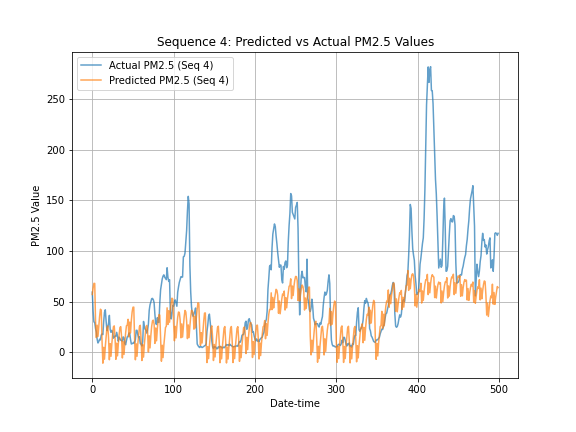 Sequence 4: Predicted vs Actual PM2.5 Values
Actual PM2.5 (Seq 4)
Predicted PM2.5 (Seq 4)
PM2.5 Value
250
200
150
100
50
0
0 100 200 300 400 500
Date-time